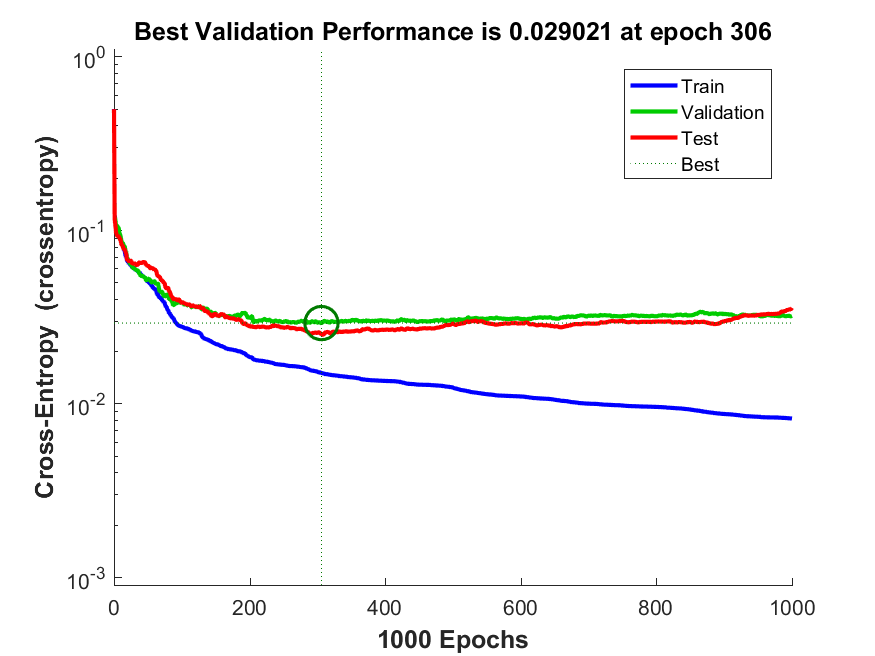 Best Validation Performance is 0.029021 at epoch 306
Cross-Entropy  (crossentropy)
10^0
10^-1
10^-2
10^-3
Train
Validation
Test
Best
0
200
400
600
800
1000
1000 Epochs